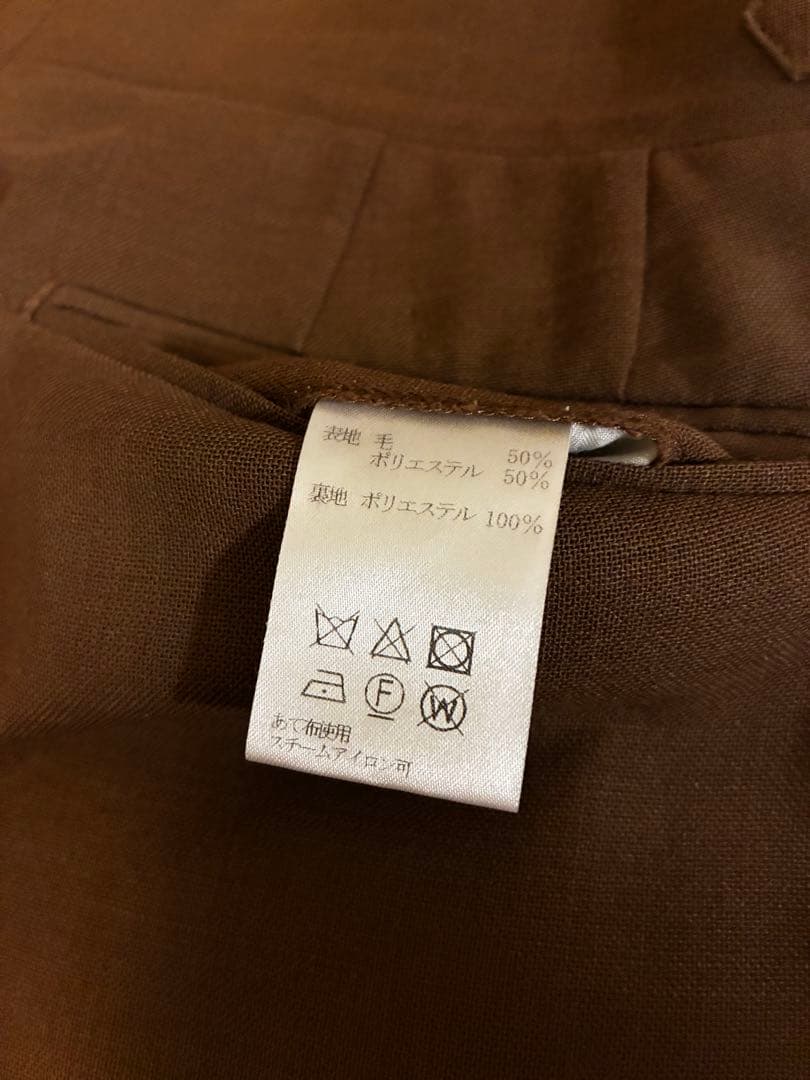 表地 毛 50%
ポリエステル 50%
裏地 ポリエステル 100%
F
W
あて布使用
スチームアイロン可